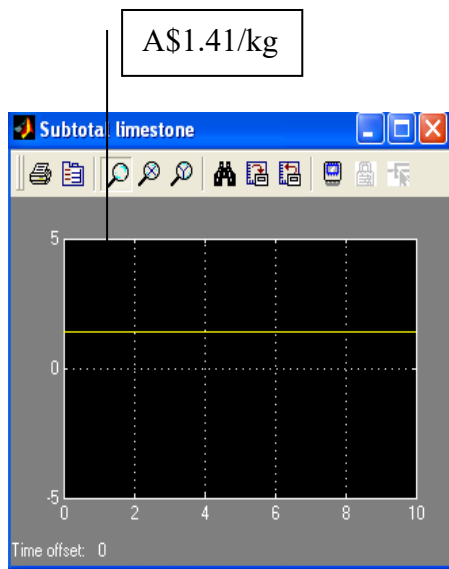 A$1.41/kg
Subtotal limestone
5
0
-5
0 2 4 6 8 10
Time offset: 0